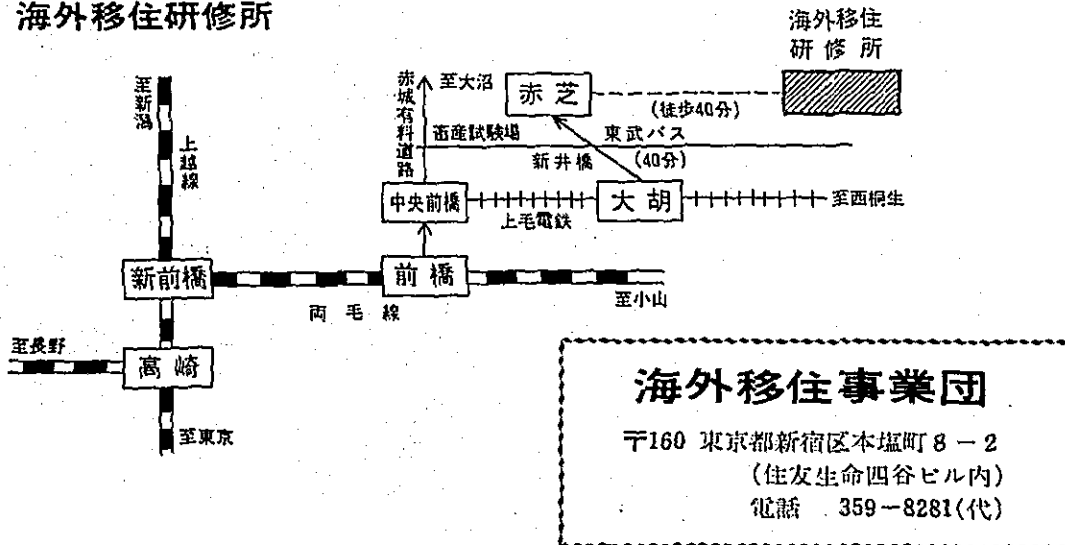 海外移住研修所
海外移住
研修所
至新潟
上越線
赤城有料道路
至大沼
赤芝
(徒歩40分)
畜産試験場
東武バス
新井橋
(40分)
中央前橋
上毛電鉄
大胡
至西桐生
新前橋
前橋
両毛線
至小山
至長野
高崎
至東京
海外移住事業団
〒160 東京都新宿区本塩町8-2
(住友生命四谷ビル内)
電話 359-8281(代)